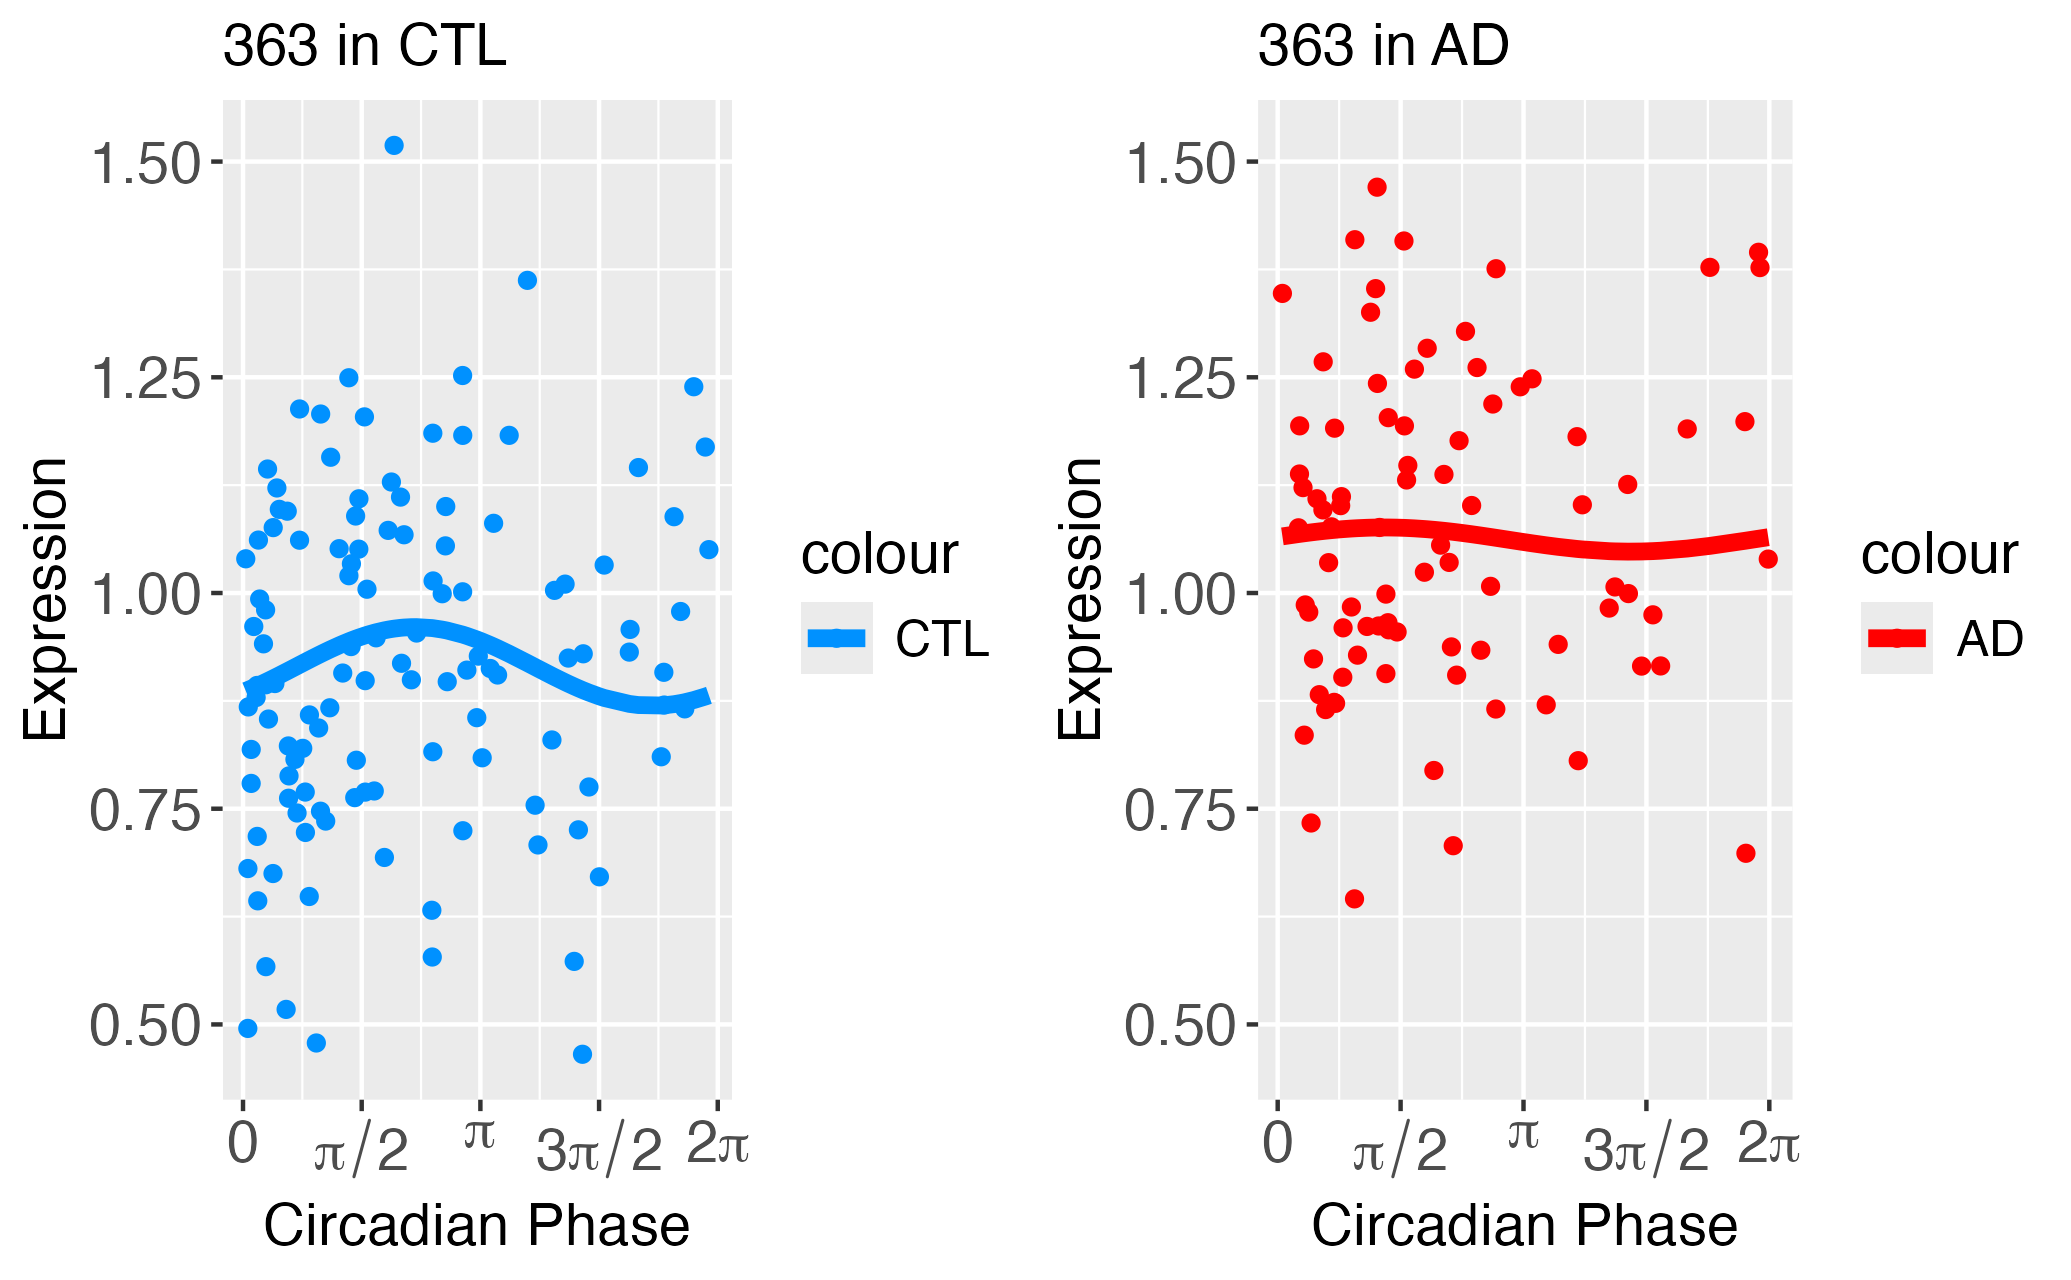 363 in CTL
Expression
1.50
1.25
1.00
0.75
0.50
0 π/2 π 3π/2 2π
Circadian Phase
colour
CTL
363 in AD
Expression
1.50
1.25
1.00
0.75
0.50
0 π/2 π 3π/2 2π
Circadian Phase
colour
AD